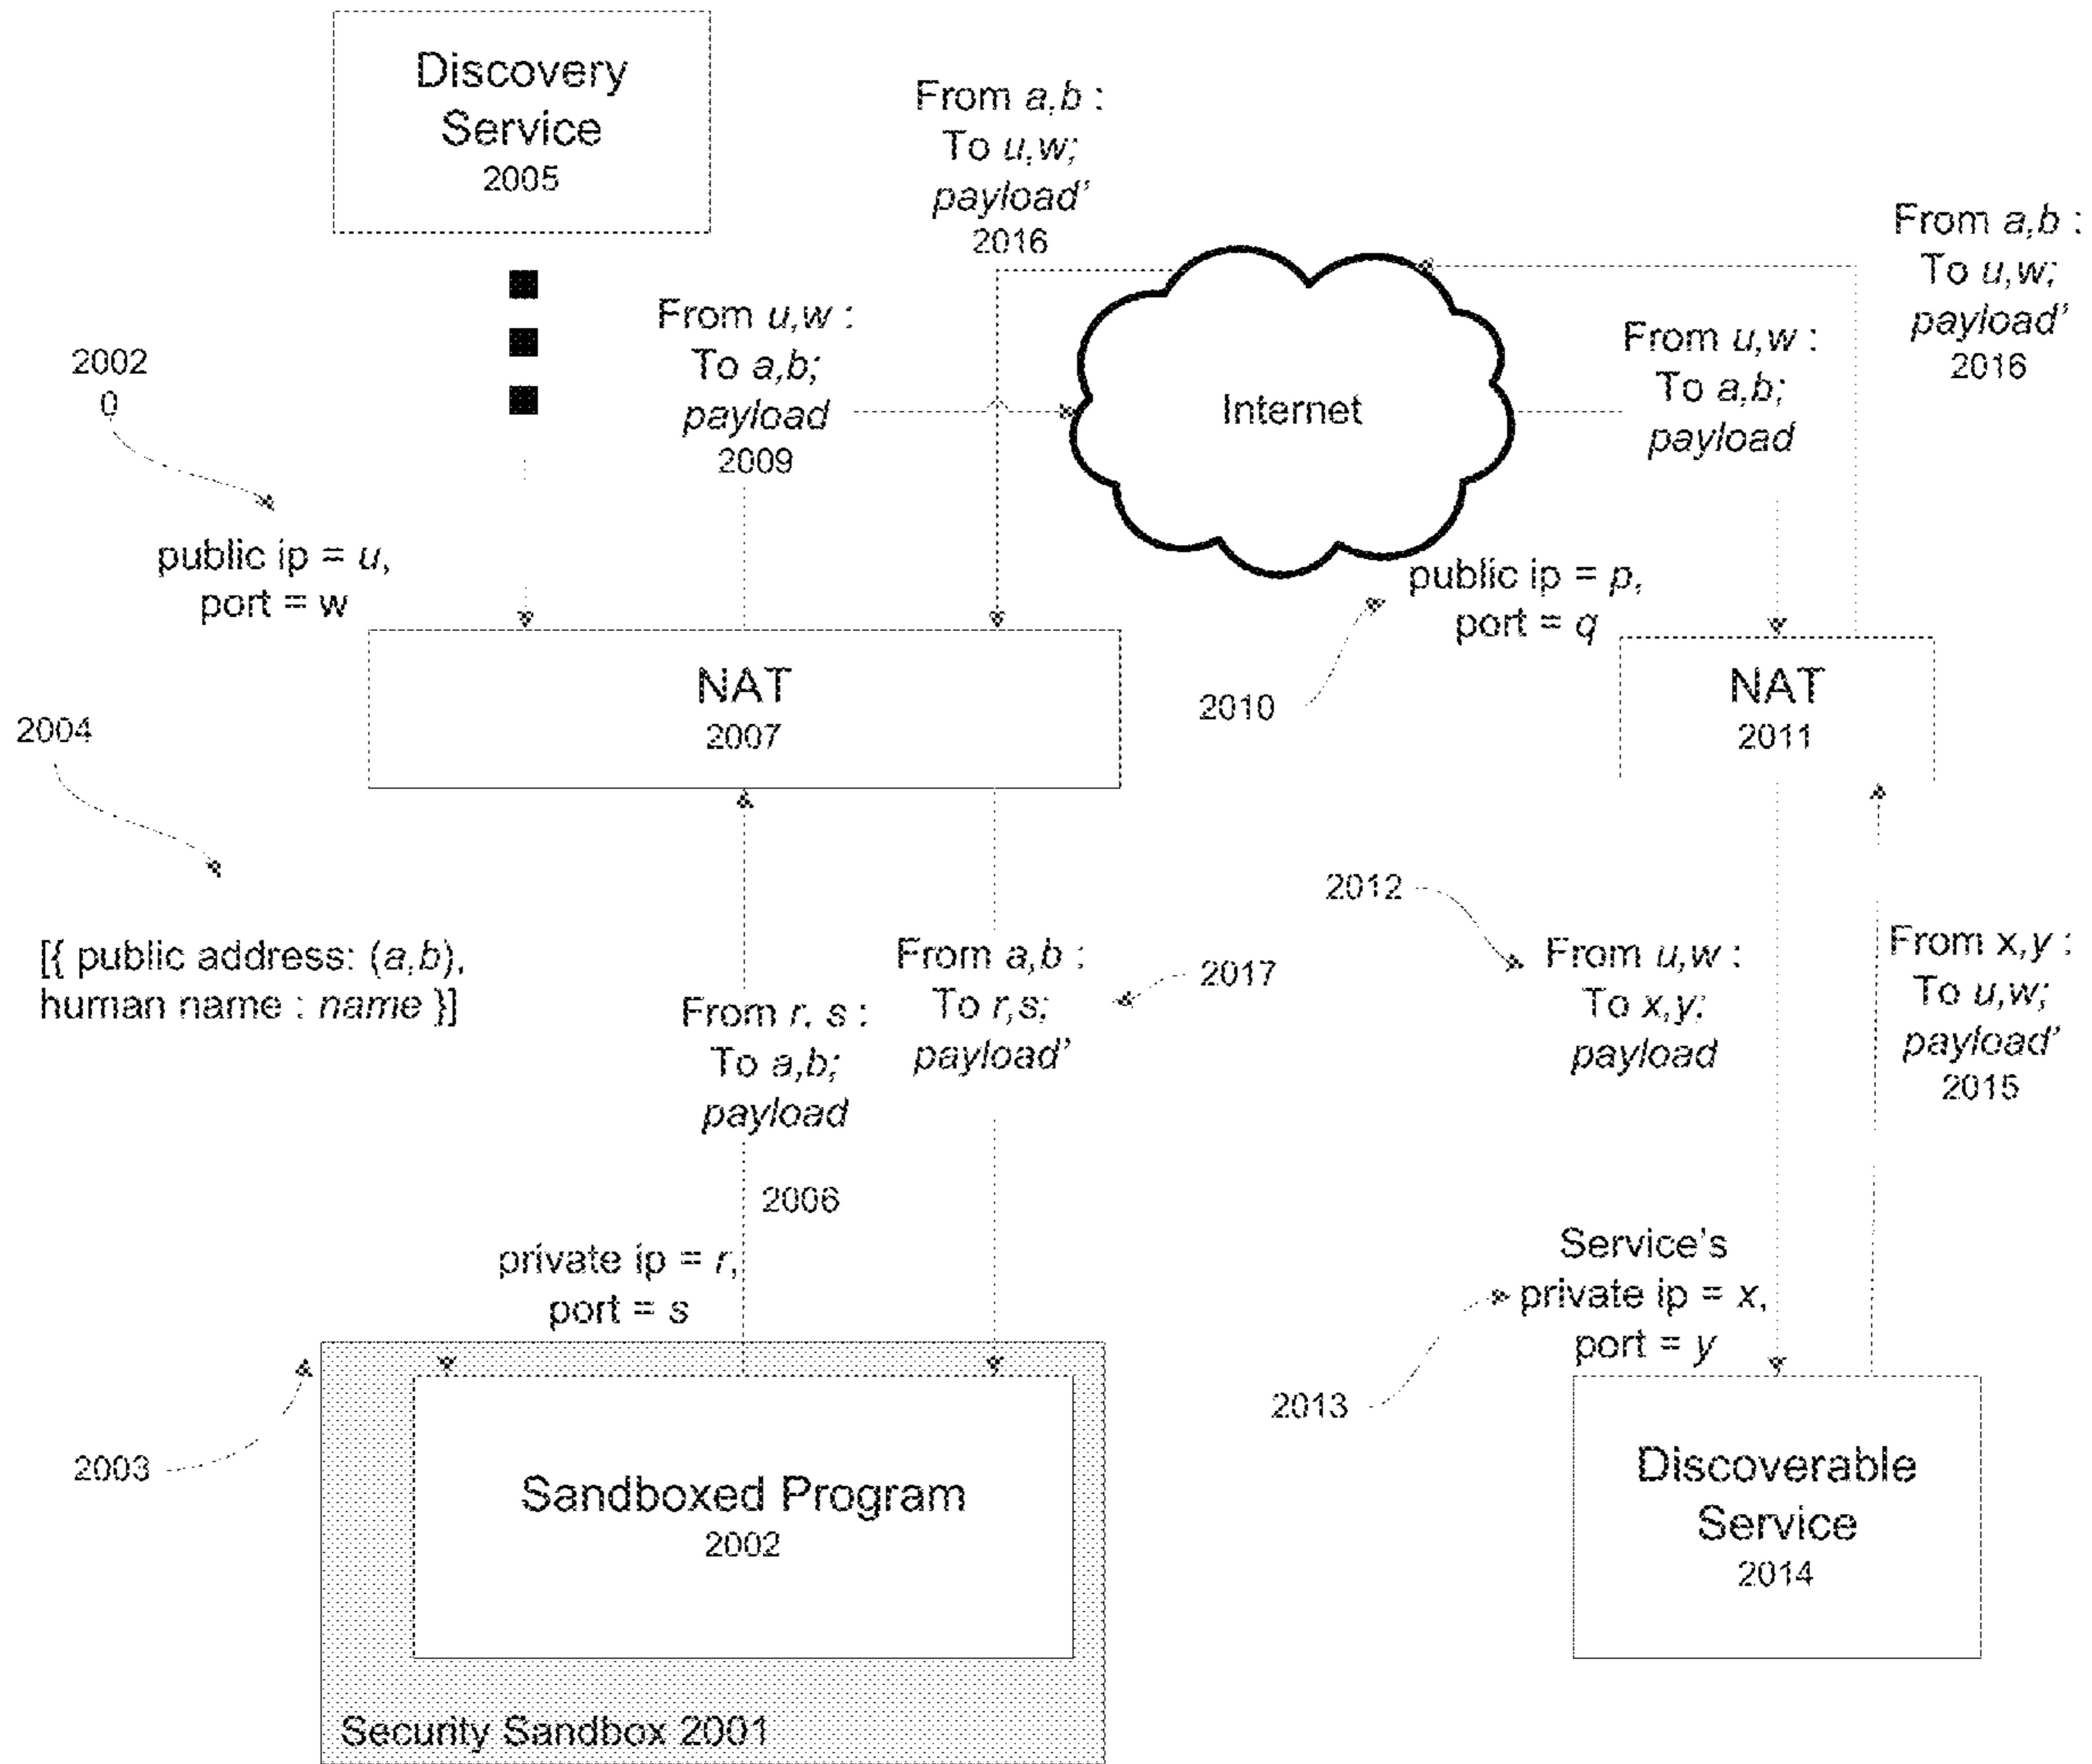 Discovery
Service
2005
From a,b :
To u,w;
payload'
2016
From a,b :
To u,w;
payload'
2016
From u,w :
To a,b;
payload
2009
Internet
From u,w :
To a,b;
payload
2002
0
public ip = u,
port = w
public ip = p,
port = q
2010
NAT
2007
NAT
2011
2004
[{ public address: (a,b),
human name : name }]
From r, s :
To a,b;
payload
2006
From a,b :
To r,s;
payload'
2017
2012
From u,w :
To x,y;
payload
From x,y :
To u,w;
payload'
2015
private ip = r,
port = s
Service's
private ip = x,
port = y
2013
2003
Sandboxed Program
2002
Security Sandbox 2001
Discoverable
Service
2014